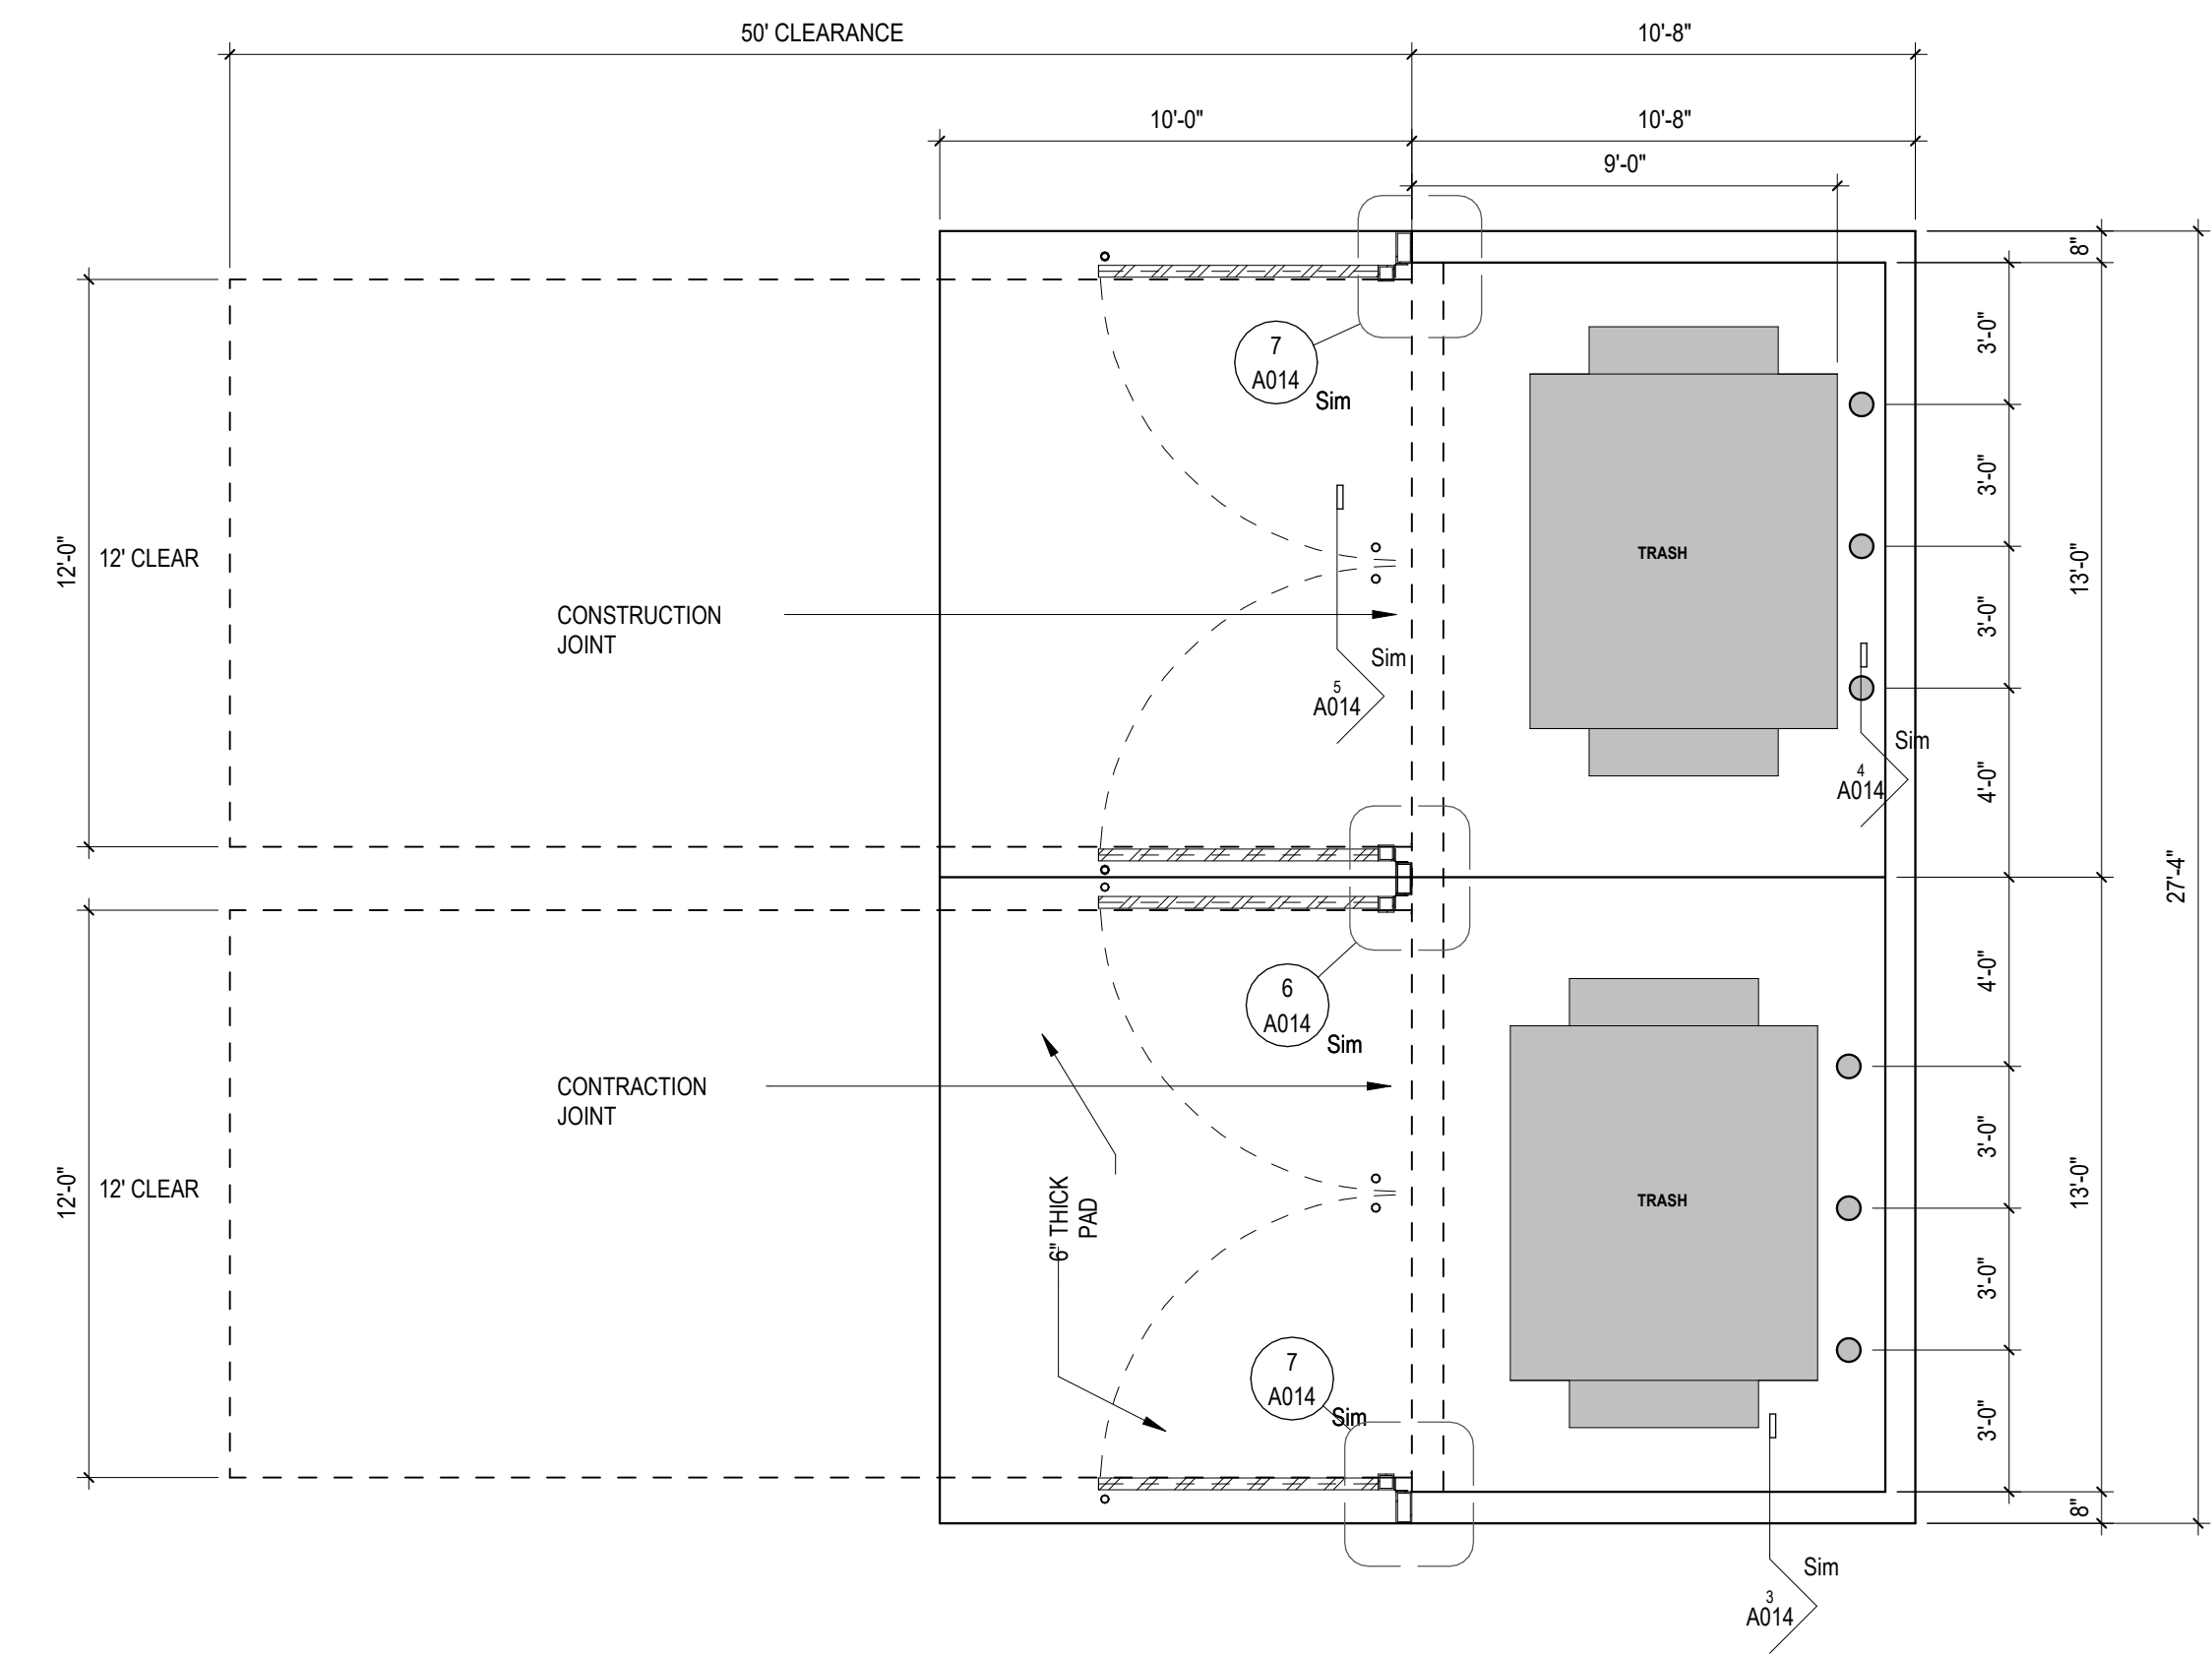 50' CLEARANCE
10'-8"
10'-0"
10'-8"
9'-0"
8"
3'-0"
7
A014
Sim
3'-0"
12'-0"
12' CLEAR
TRASH
13'-0"
CONSTRUCTION
JOINT
3'-0"
Sim
5
A014
Sim
4
A014
4'-0"
27'-4"
4'-0"
6
A014
Sim
CONTRACTION
JOINT
3'-0"
12'-0"
12' CLEAR
6" THICK
PAD
TRASH
13'-0"
3'-0"
7
A014
Sim
3'-0"
8"
Sim
3
A014